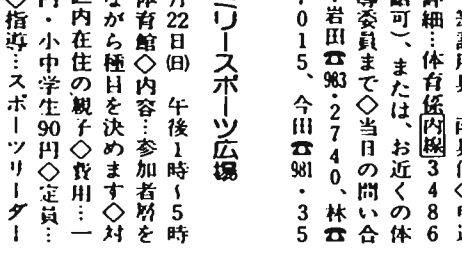 詳細…体育係内線3486
館可)、または、お近くの体
導委員まで◇当日の問い合
岩田☎983・2740、林☎
015、今田☎981・35
リースポーツ広場
月22日(日) 午後1時~5時
体育館◇内容…参加者が
ながら種目を決めます◇対
区内在住の親子◇費用…一
円・小中学生90円◇定員…
◇指導…スポーツリーダー